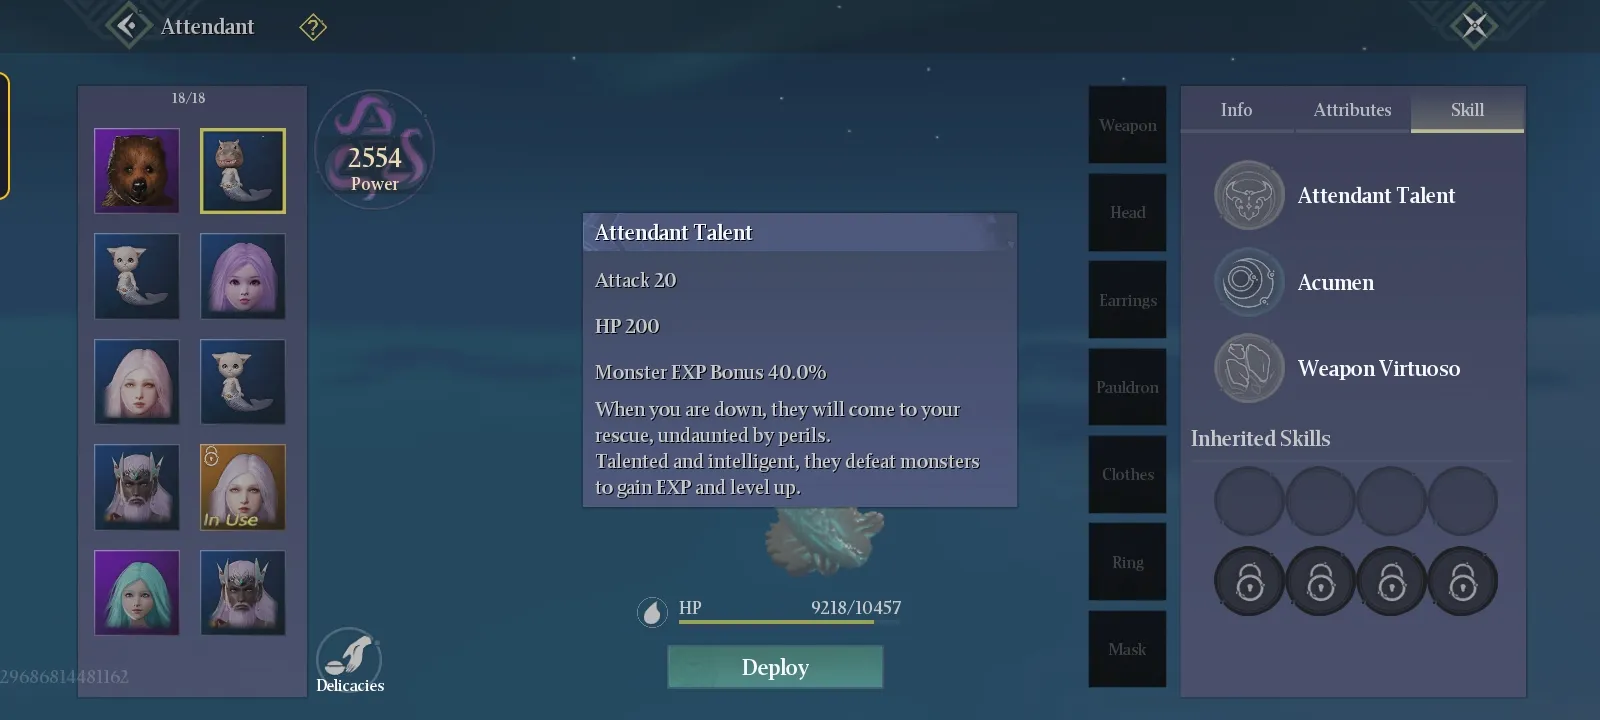 Attendant
?
18/18
2554
Power
In Use
Delicacies
29686814481162
Attendant Talent
Attack 20
HP 200
Monster EXP Bonus 40.0%
When you are down, they will come to your
rescue, undaunted by perils.
Talented and intelligent, they defeat monsters
to gain EXP and level up.
HP 9218/10457
Deploy
Weapon
Head
Earrings
Pauldron
Clothes
Ring
Mask
Info Attributes Skill
Attendant Talent
Acumen
Weapon Virtuoso
Inherited Skills